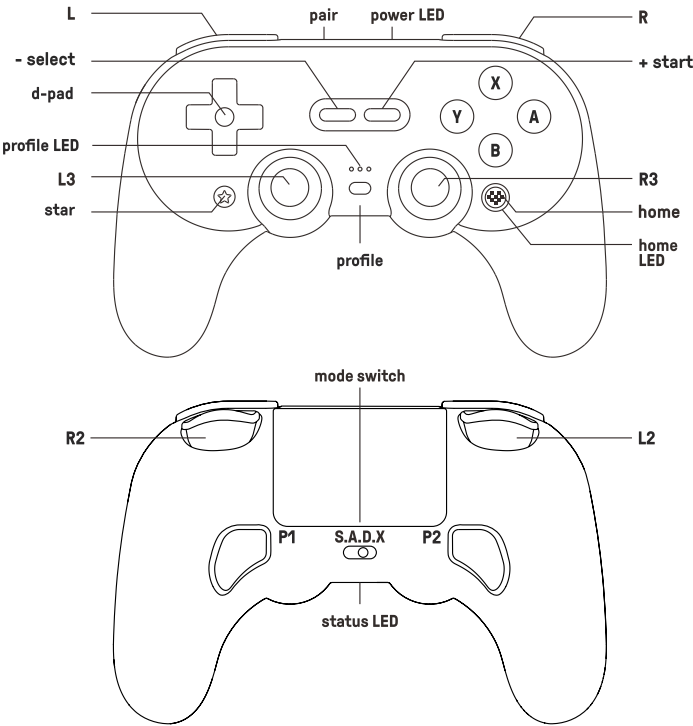 L
pair
power LED
R
- select
+ start
d-pad
X
Y
A
B
profile LED
L3
R3
star
home
profile
home
LED
mode switch
R2
L2
P1
S.A.D.X
P2
status LED